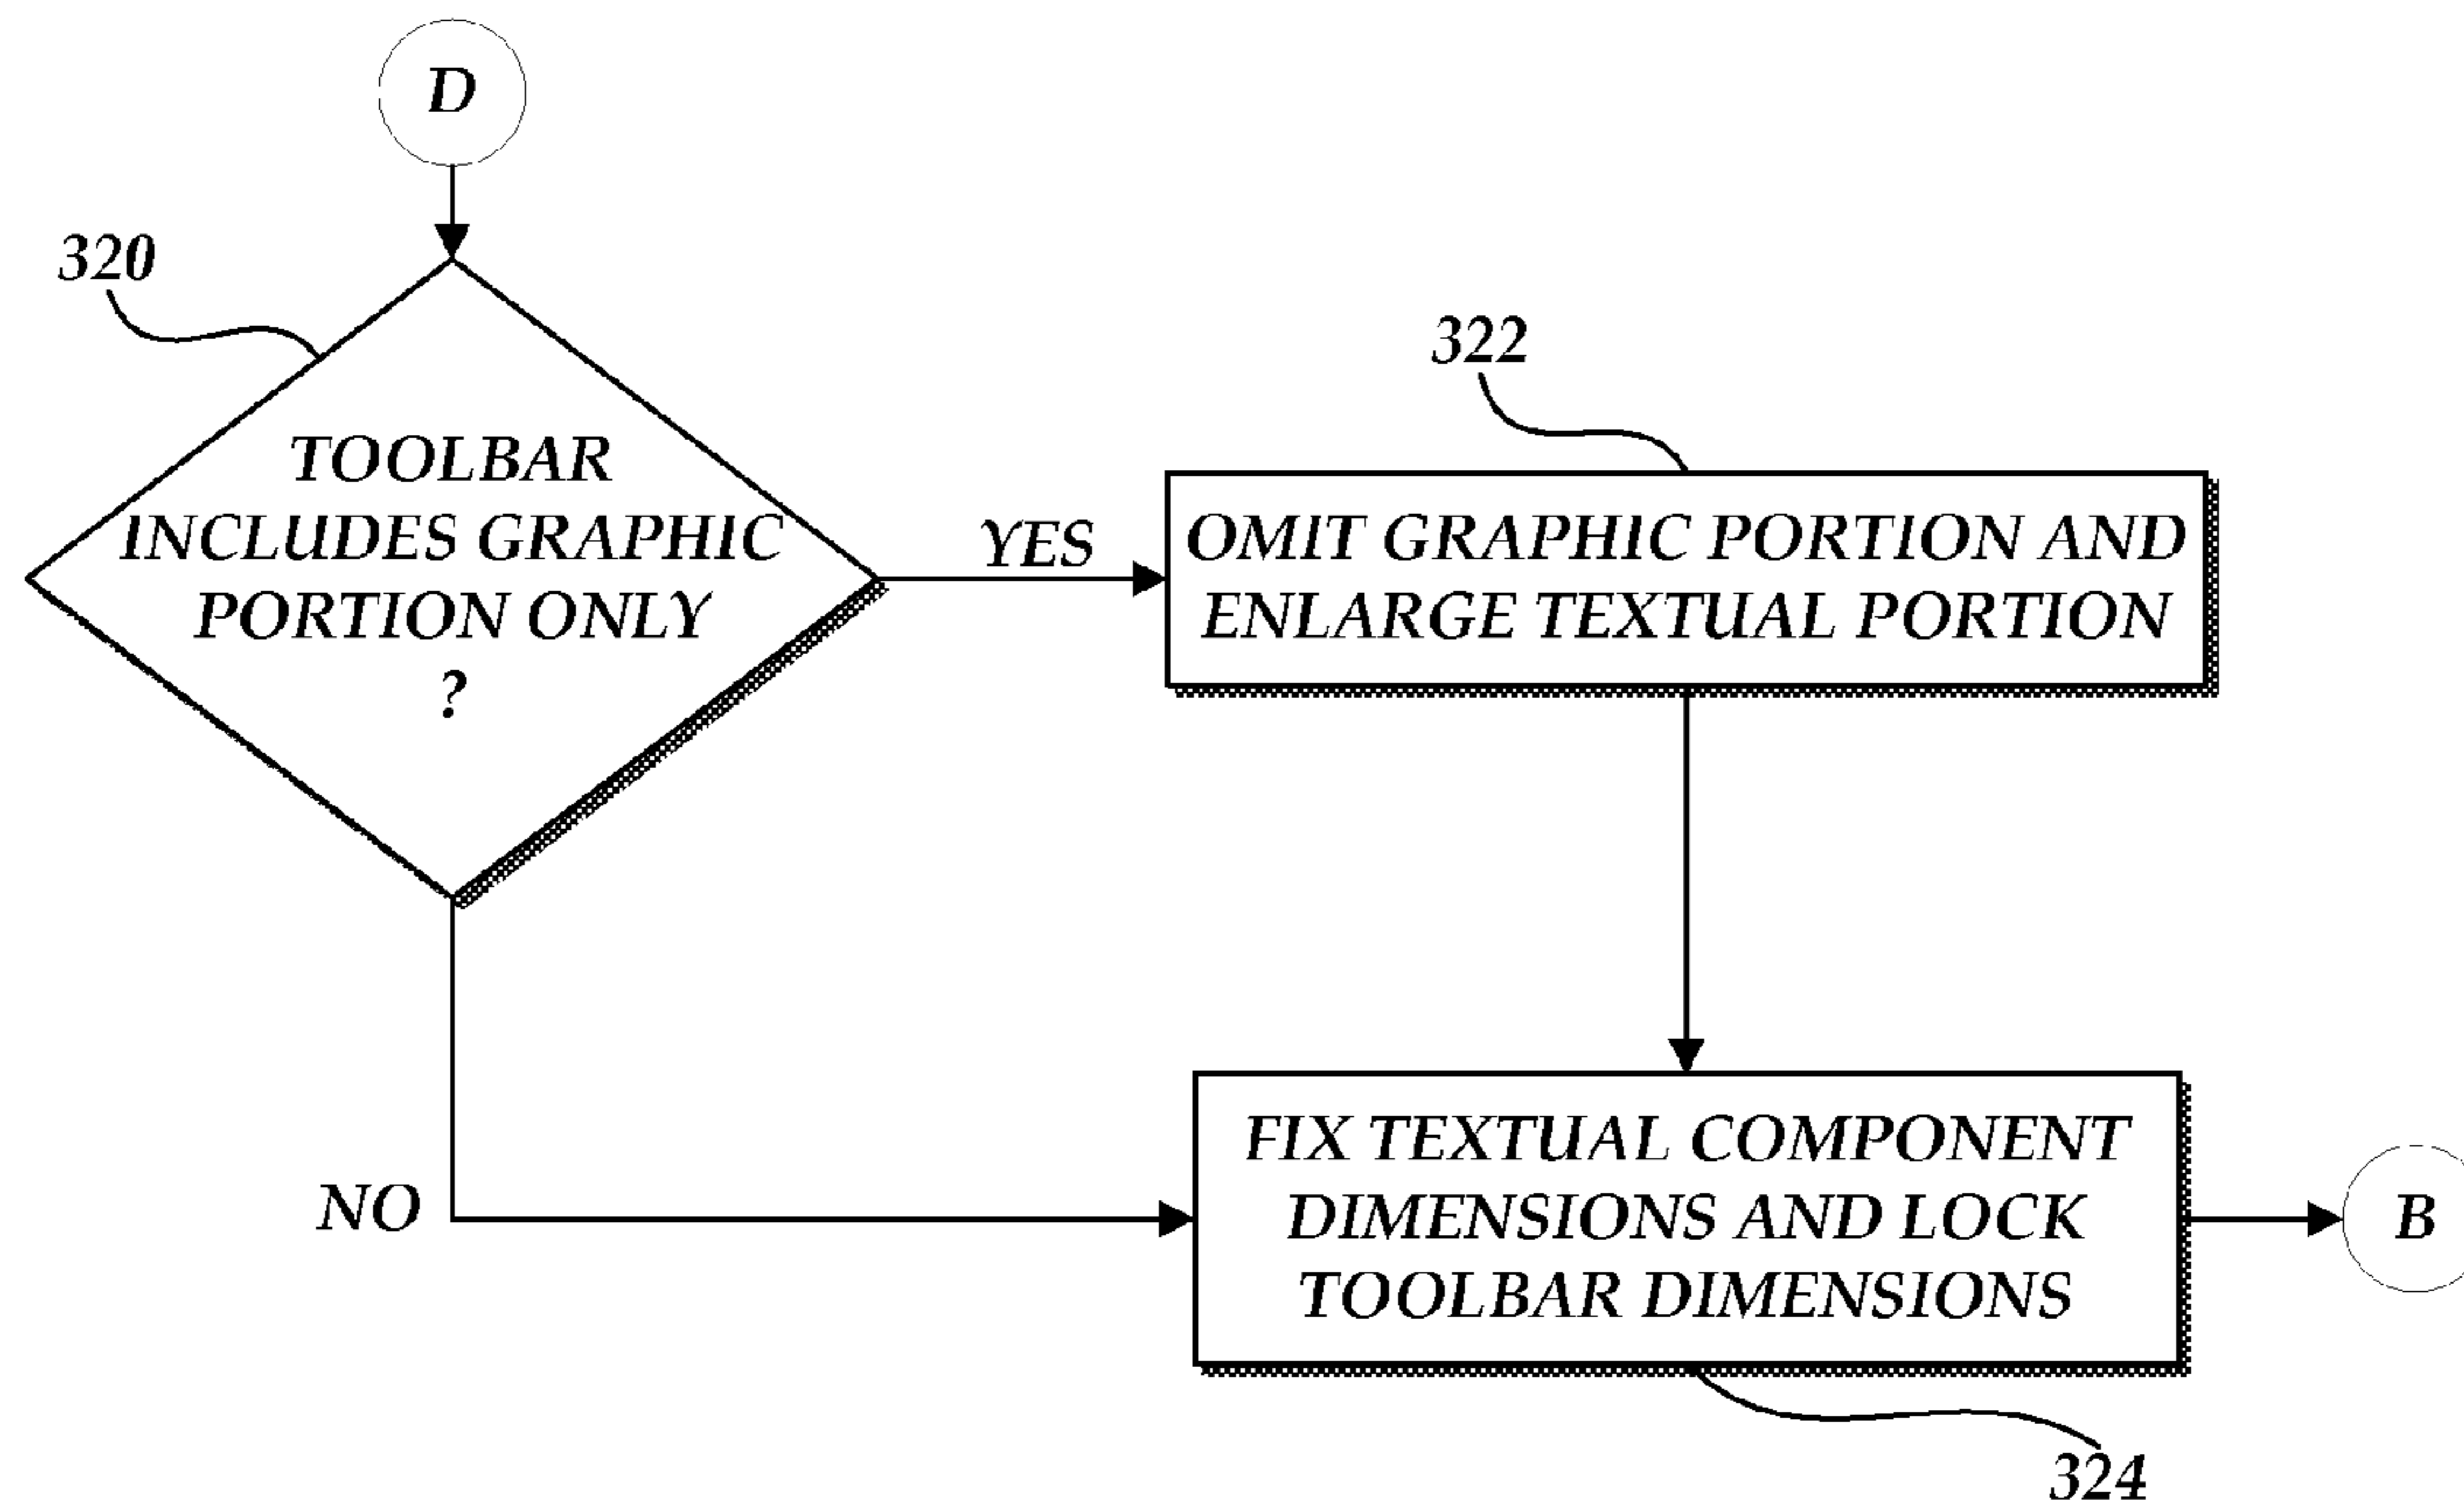 D
320
TOOLBAR
INCLUDES GRAPHIC
PORTION ONLY
?
YES
322
OMIT GRAPHIC PORTION AND
ENLARGE TEXTUAL PORTION
NO
FIX TEXTUAL COMPONENT
DIMENSIONS AND LOCK
TOOLBAR DIMENSIONS
B
324